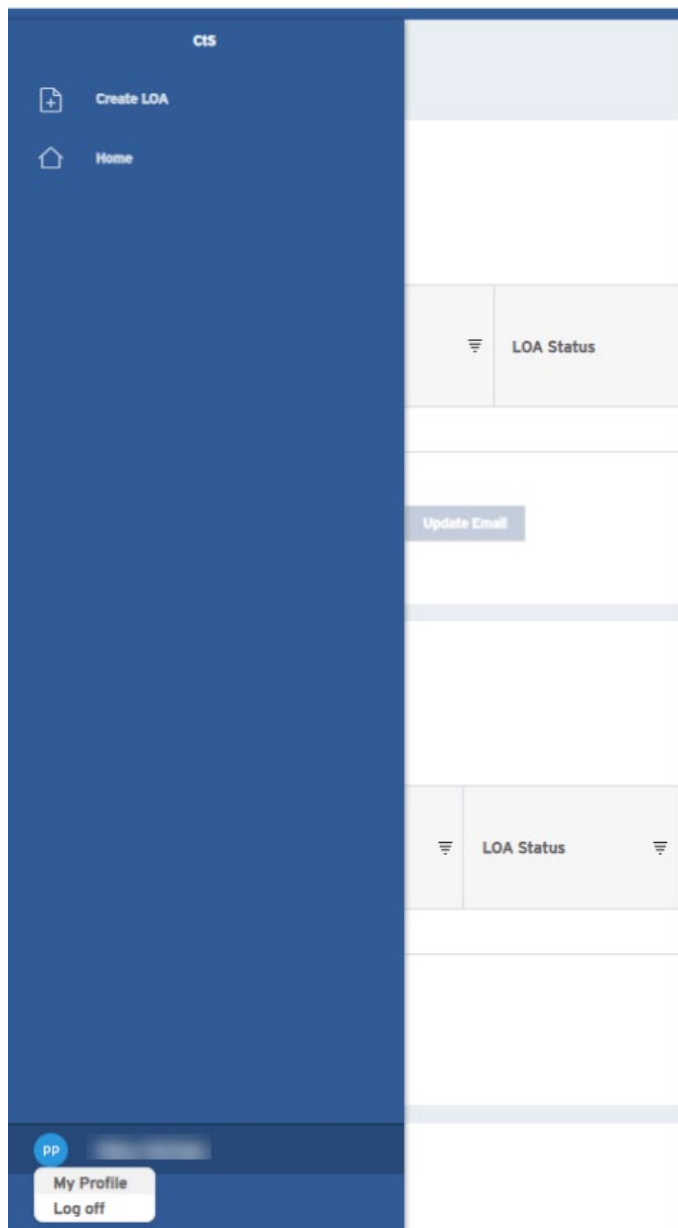 CtS
Create LOA
Home
LOA Status
Update Email
LOA Status
PP
My Profile
Log off